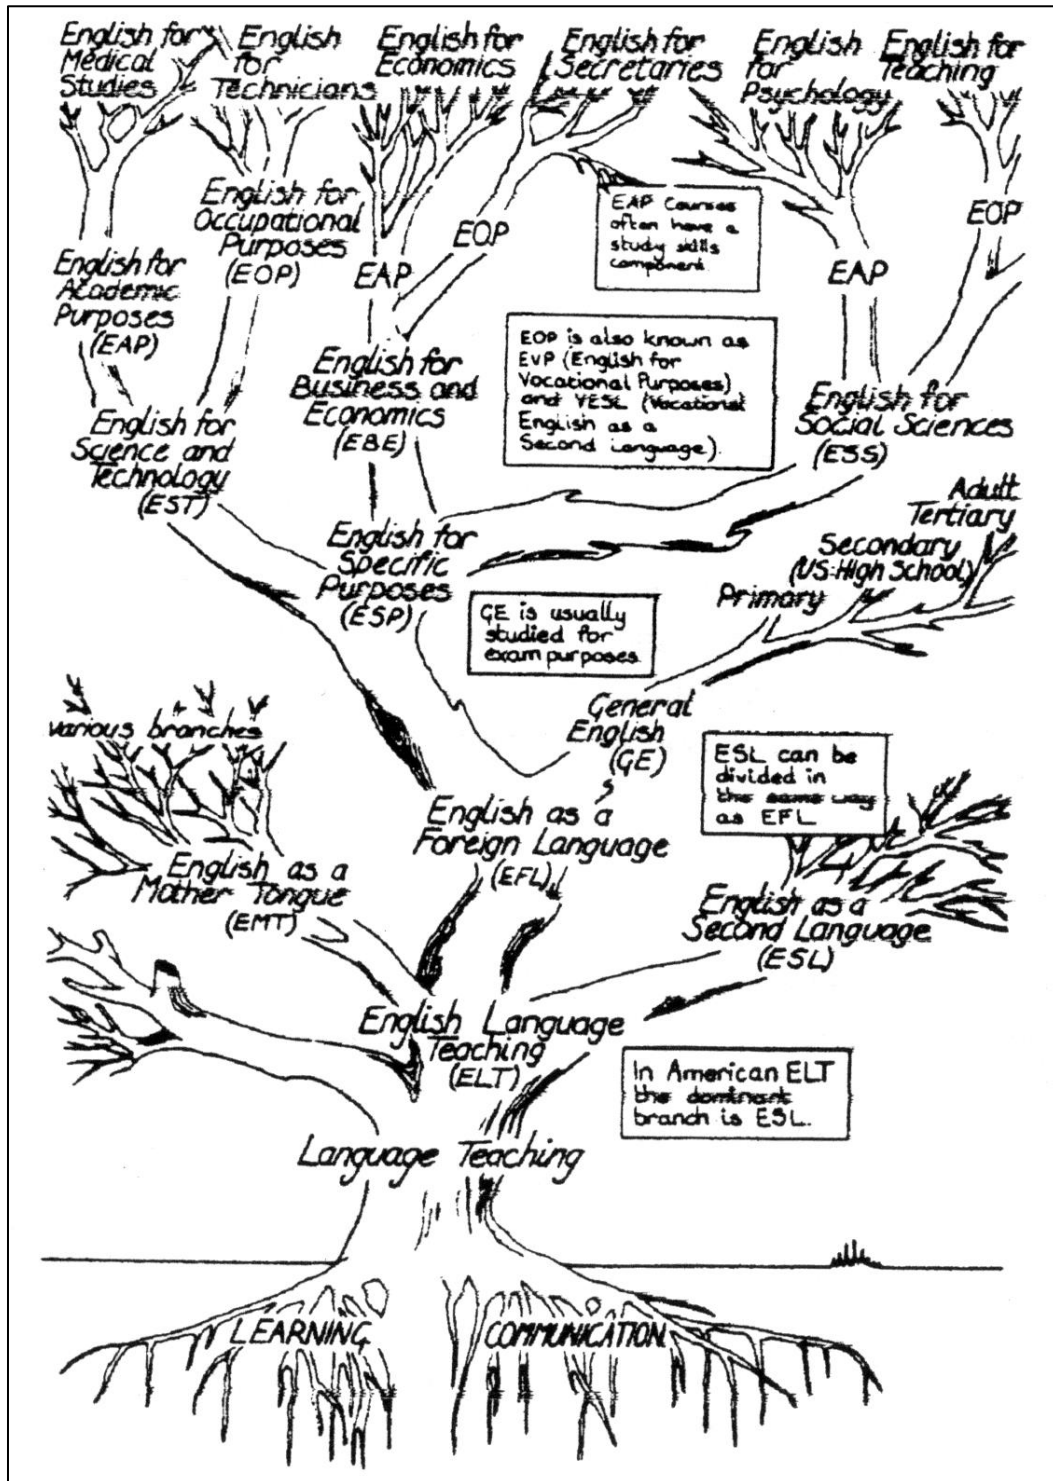 English for
Medical
Studies
English
for
Technicians
English for
Economics
English for
Secretaries
English
for
Psychology
English for
Teaching
English for
Occupational
Purposes
(EOP)
English for
Academic
Purposes
(EAP)
EAP
EOP
EAP Courses
often have a
study skills
component.
EAP
EOP
English for
Science and
Technology
(EST)
English for
Business and
Economics
(EBE)
EOP is also known as
EVP (English for
Vocational Purposes)
and VESL (Vocational
English as a
Second Language).
English for
Social Sciences
(ESS)
English for
Specific
Purposes
(ESP)
Adult
Tertiary
Secondary
(US:High School)
Primary
GE is usually
studied for
exam purposes.
General
English
(GE)
various branches
ESL can be
divided in
the same way
as EFL
English as a
Foreign Language
(EFL)
English as a
Mother Tongue
(EMT)
English as a
Second Language
(ESL)
English Language
Teaching
(ELT)
In American ELT
the dominant
branch is ESL.
Language Teaching
LEARNING
COMMUNICATION